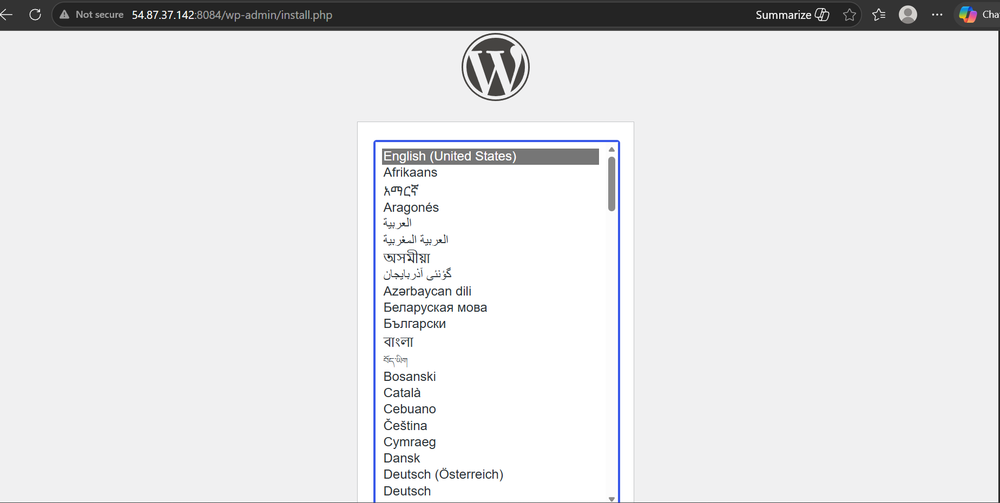 Not secure 54.87.37.142:8084/wp-admin/install.php Summarize Cha
English (United States)
Afrikaans
አማርኛ
Aragonés
العربية
العربية المغربية
অসমীয়া
گؤنئی آذربایجان
Azərbaycan dili
Беларуская мова
Български
বাংলা
བོད་ཡིག
Bosanski
Català
Cebuano
Čeština
Cymraeg
Dansk
Deutsch (Österreich)
Deutsch